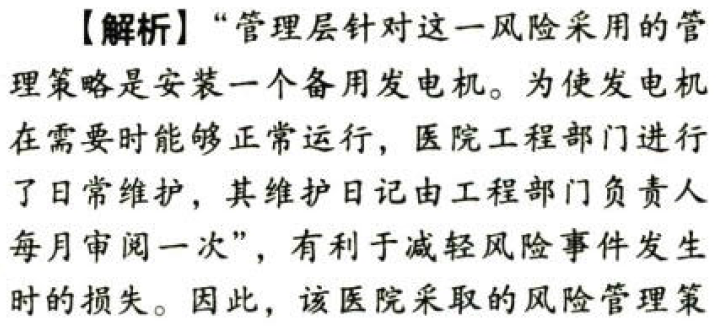 【解析】“管理层针对这一风险采用的管
理策略是安装一个备用发电机。为使发电机
在需要时能够正常运行，医院工程部门进行
了日常维护，其维护日记由工程部门负责人
每月审阅一次”，有利于减轻风险事件发生
时的损失。因此，该医院采取的风险管理策